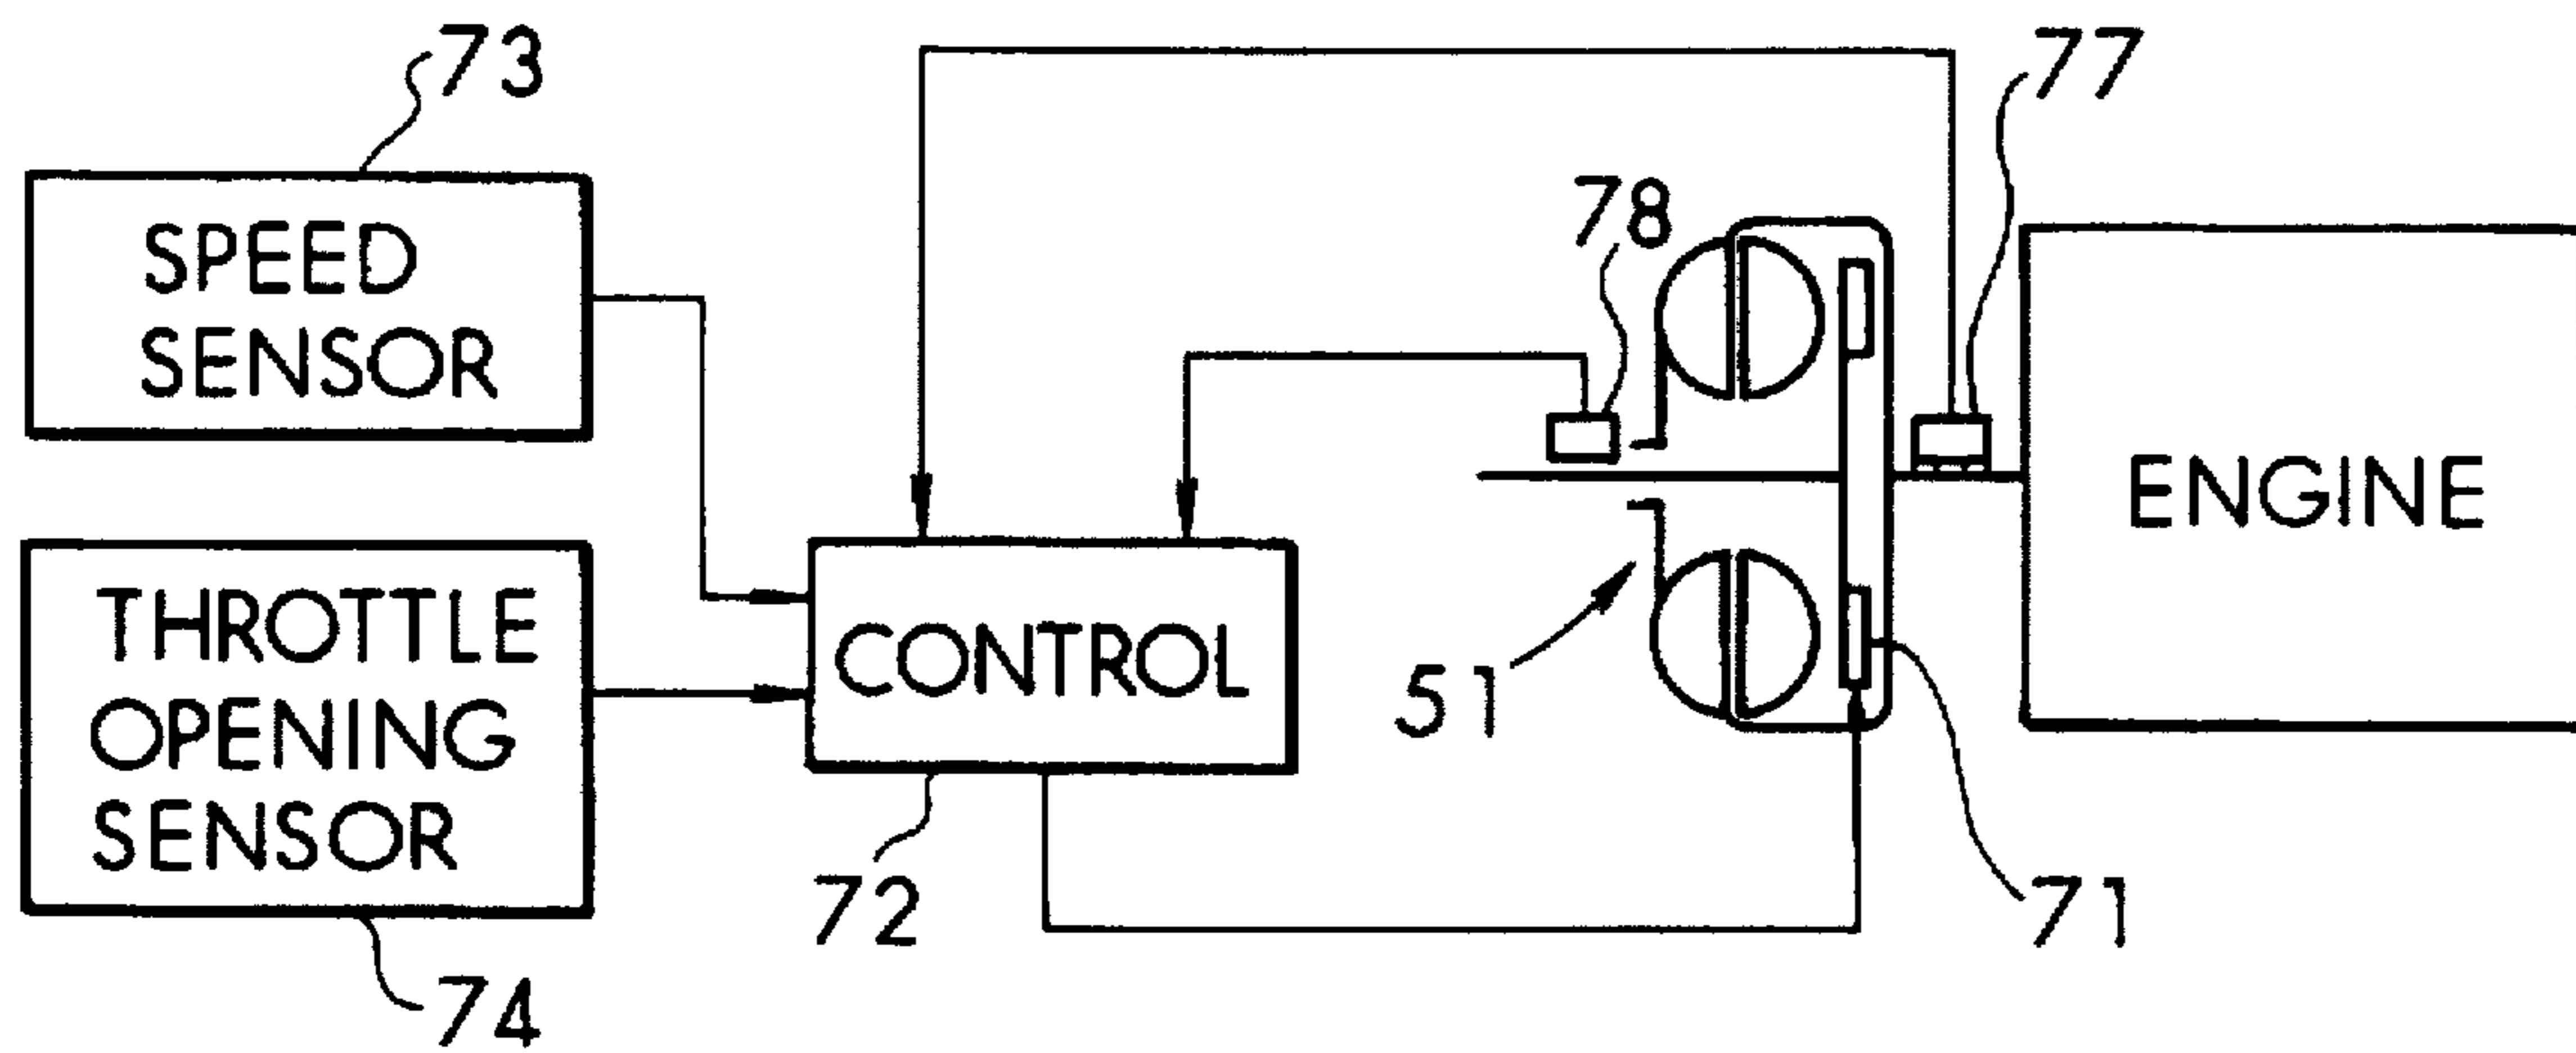 73
77
SPEED
SENSOR
78
ENGINE
THROTTLE
OPENING
SENSOR
CONTROL
51
72
71
74